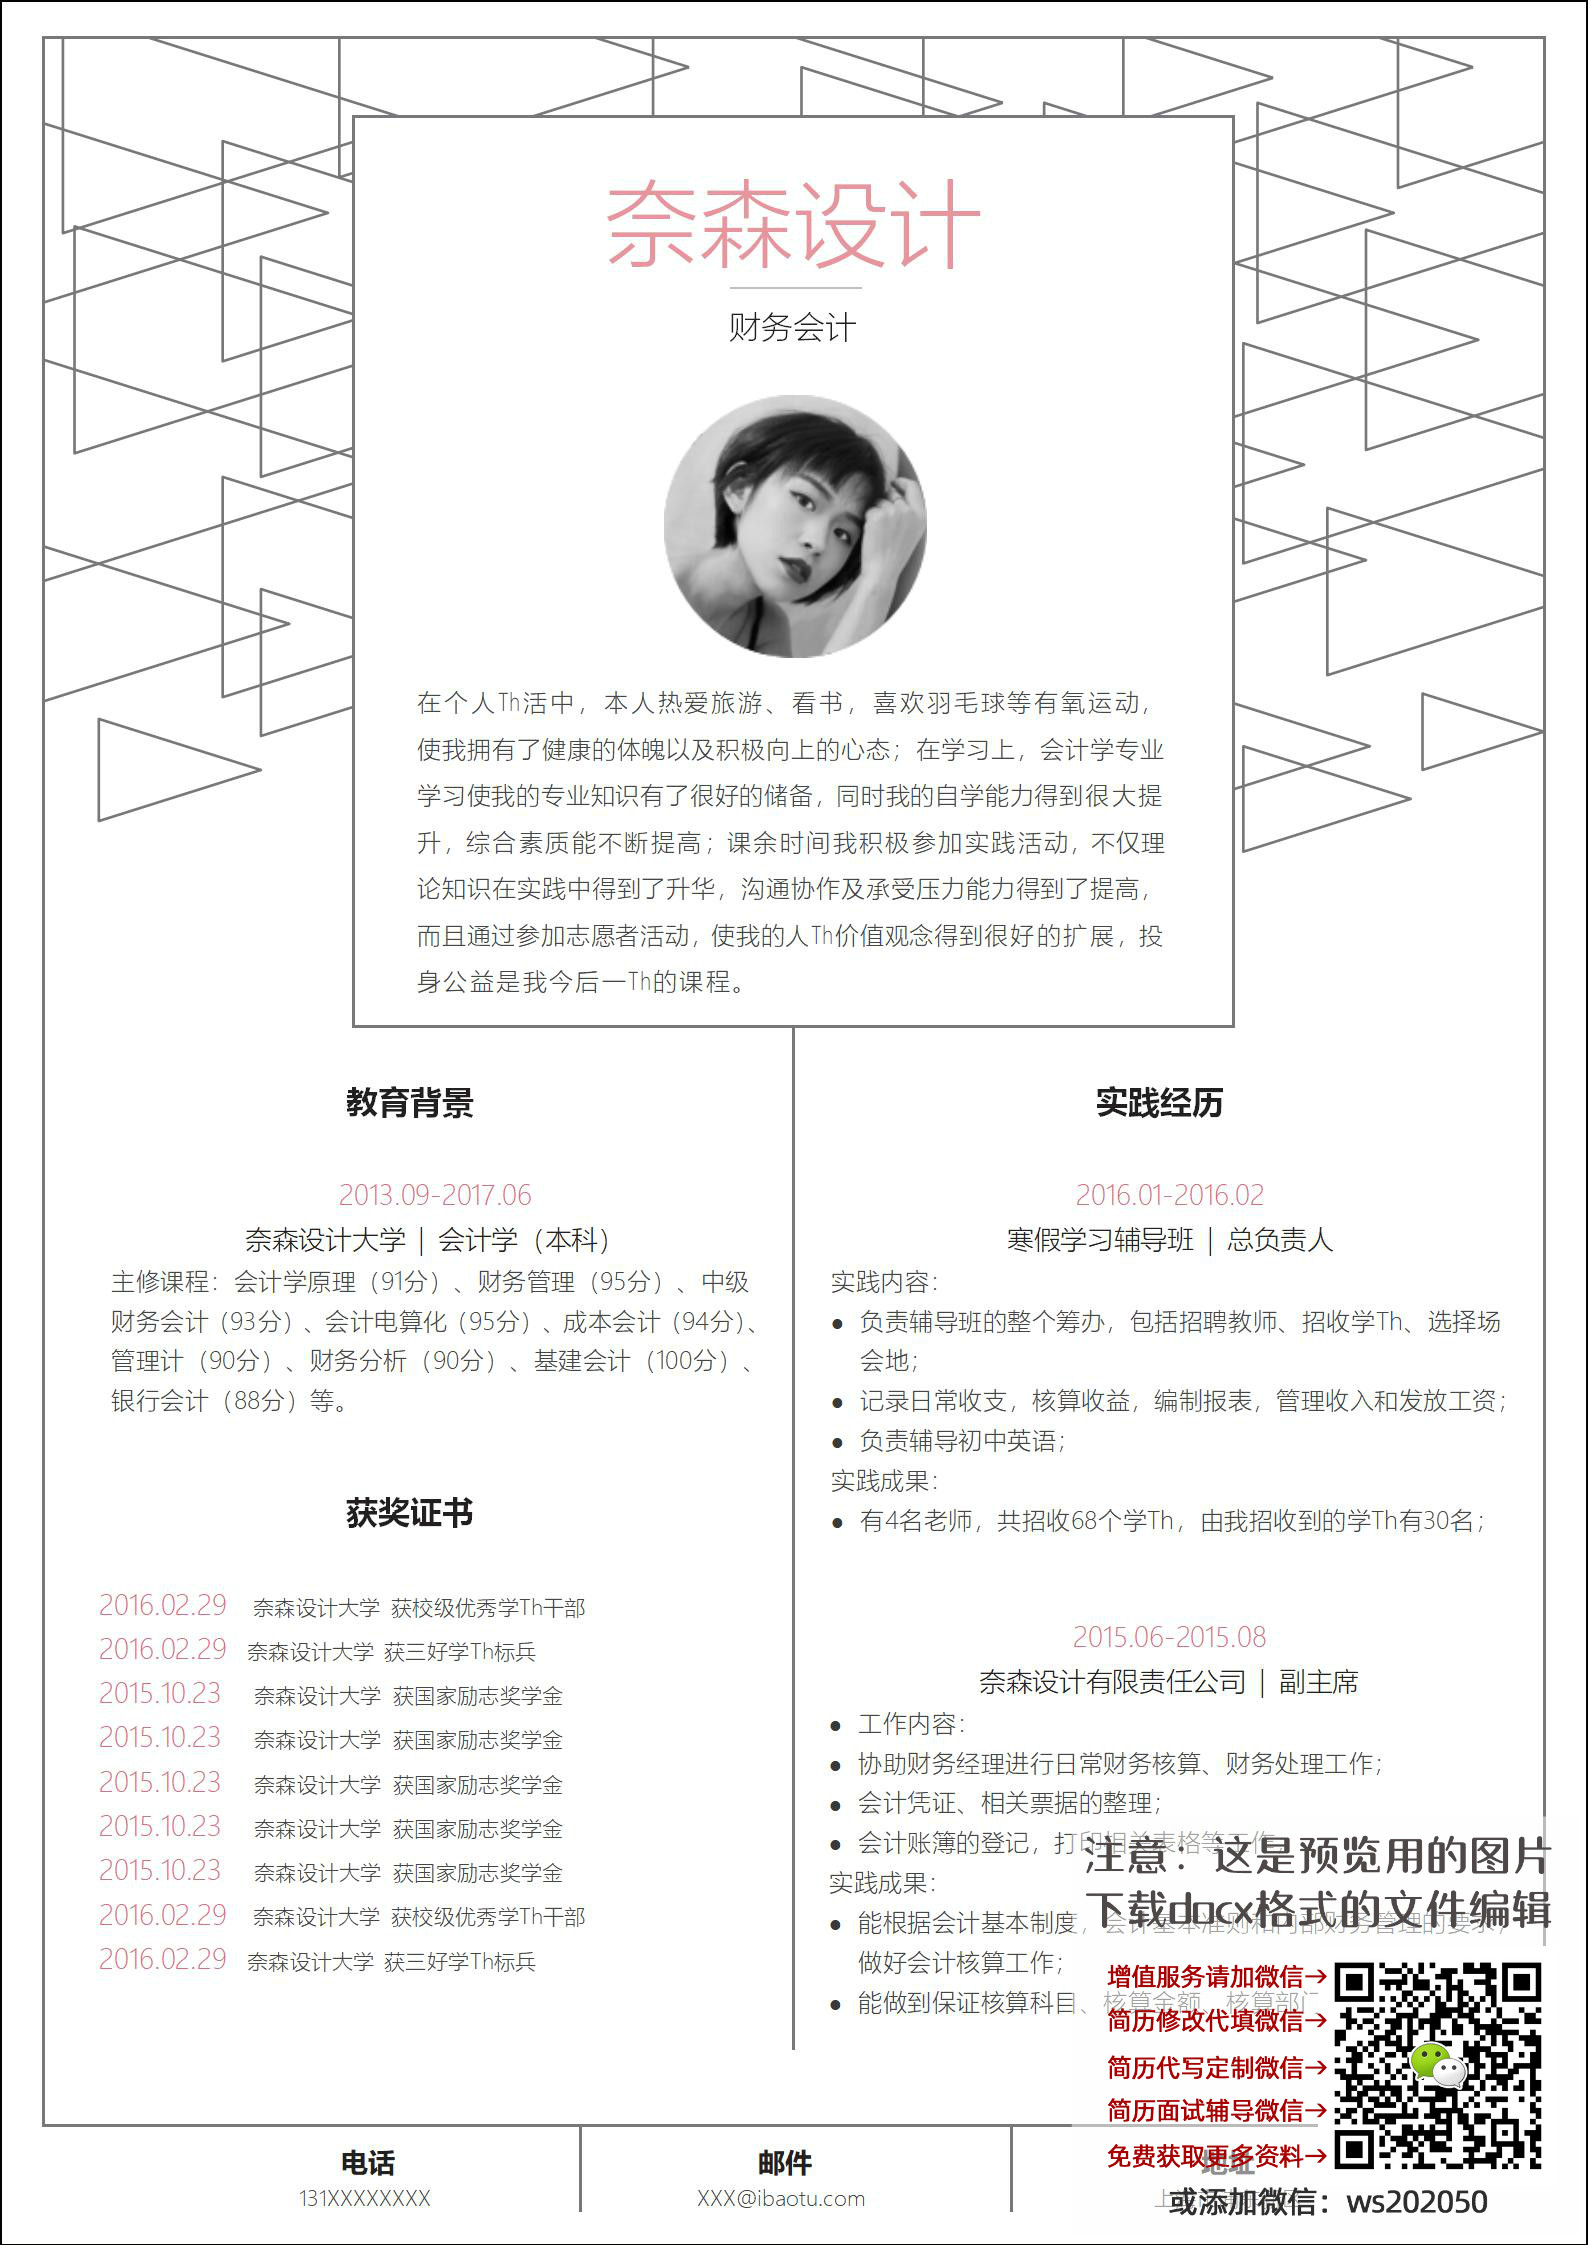 奈森设计
财务会计
在个人Th活中，本人热爱旅游、看书，喜欢羽毛球等有氧运动，
使我拥有了健康的体魄以及积极向上的心态；在学习上，会计学专业
学习使我的专业知识有了很好的储备，同时我的自学能力得到很大提
升，综合素质能不断提高；课余时间我积极参加实践活动，不仅理
论知识在实践中得到了升华，沟通协作及承受压力能力得到了提高，
而且通过参加志愿者活动，使我的人Th价值观念得到很好的扩展，投
身公益是我今后一Th的课程。
教育背景
2013.09-2017.06
奈森设计大学 | 会计学（本科）
主修课程：会计学原理（91分）、财务管理（95分）、中级
财务会计（93分）、会计电算化（95分）、成本会计（94分）、
管理计（90分）、财务分析（90分）、基建会计（100分）、
银行会计（88分）等。
获奖证书
2016.02.29 奈森设计大学 获校级优秀学Th干部
2016.02.29 奈森设计大学 获三好学Th标兵
2015.10.23 奈森设计大学 获国家励志奖学金
2015.10.23 奈森设计大学 获国家励志奖学金
2015.10.23 奈森设计大学 获国家励志奖学金
2015.10.23 奈森设计大学 获国家励志奖学金
2015.10.23 奈森设计大学 获国家励志奖学金
2016.02.29 奈森设计大学 获校级优秀学Th干部
2016.02.29 奈森设计大学 获三好学Th标兵
实践经历
2016.01-2016.02
寒假学习辅导班 | 总负责人
实践内容：
● 负责辅导班的整个筹办，包括招聘教师、招收学Th、选择场
会地；
● 记录日常收支，核算收益，编制报表，管理收入和发放工资；
● 负责辅导初中英语；
实践成果：
● 有4名老师，共招收68个学Th，由我招收到的学Th有30名；
2015.06-2015.08
奈森设计有限责任公司 | 副主席
● 工作内容：
● 协助财务经理进行日常财务核算、财务处理工作；
● 会计凭证、相关票据的整理；
● 会计账簿的登记，打印相关表格等工作
实践成果：
● 能根据会计基本制度，会计基本准则和内部财务管理的要求，
做好会计核算工作；
● 能做到保证核算科目、核算金额、核算部门
注意：这是预览用的图片
下载docx格式的文件编辑
增值服务请加微信→
简历修改代填微信→
简历代写定制微信→
简历面试辅导微信→
免费获取更多资料→
或添加微信：ws202050
电话
131XXXXXXXX
邮件
XXX@ibaotu.com
地址